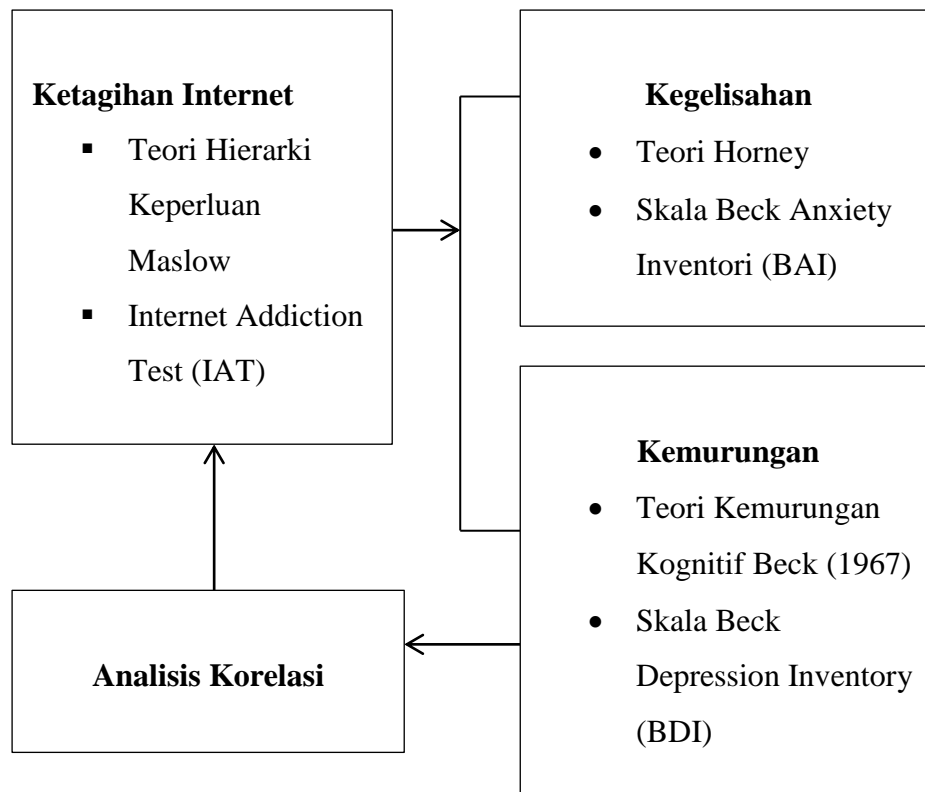 Ketagihan Internet
▪ Teori Hierarki
Keperluan
Maslow
▪ Internet Addiction
Test (IAT)
Kegelisahan
• Teori Horney
• Skala Beck Anxiety
Inventori (BAI)
Kemurungan
• Teori Kemurungan
Kognitif Beck (1967)
• Skala Beck
Depression Inventory
(BDI)
Analisis Korelasi